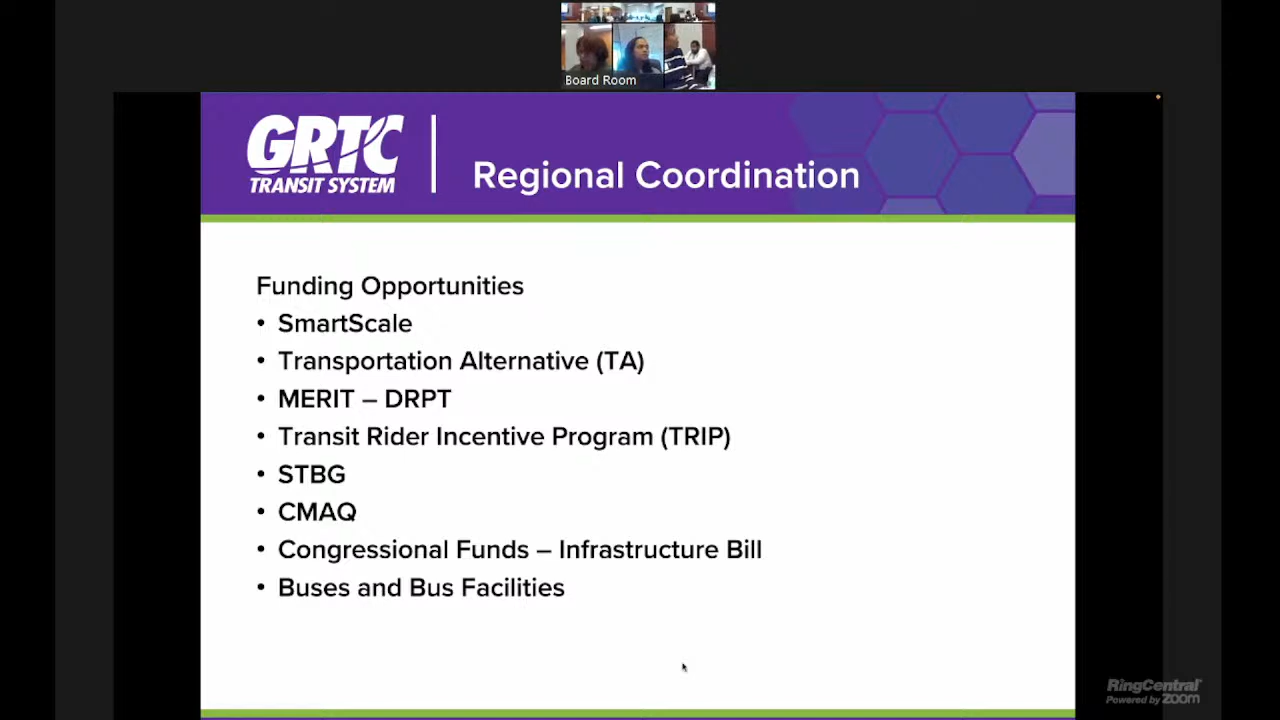 Board Room
GRTC
TRANSIT SYSTEM
Regional Coordination
Funding Opportunities
• SmartScale
• Transportation Alternative (TA)
• MERIT – DRPT
• Transit Rider Incentive Program (TRIP)
• STBG
• CMAQ
• Congressional Funds – Infrastructure Bill
• Buses and Bus Facilities
RingCentral
Powered by zoom